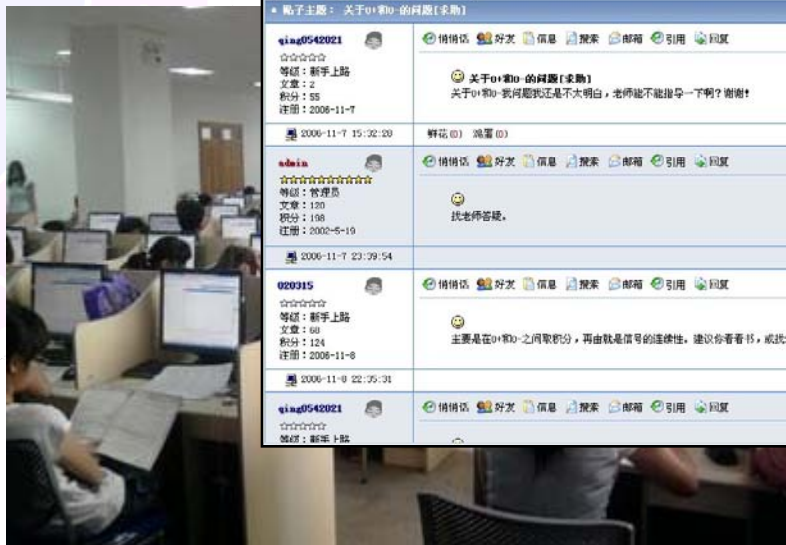 贴子主题： 关于0+和0-的问题[求助]
qing0542021
悄悄话 好友 信息 搜索 邮箱 引用 回复
☆☆☆☆☆
等级：新手上路
文章：2
积分：55
注册：2006-11-7
关于0+和0-的问题[求助]
关于0+和0-我问题我还是不大明白，老师能不能指导一下啊？谢谢！
2006-11-7 15:32:28
鲜花(0) 鸡蛋(0)
admin
悄悄话 好友 信息 搜索 邮箱 引用 回复
等级：管理员
文章：120
积分：198
注册：2002-5-19
找老师答疑。
2006-11-7 23:39:54
020315
悄悄话 好友 信息 搜索 邮箱 引用 回复
☆☆☆☆☆
等级：新手上路
文章：68
积分：124
注册：2006-11-8
主要是在0+和0-之间取积分，再由就是信号的连续性。建议你看看书，或找
2006-11-8 22:35:31
qing0542021
悄悄话 好友 信息 搜索 邮箱 引用 回复
☆☆☆☆☆
等级：新手上路